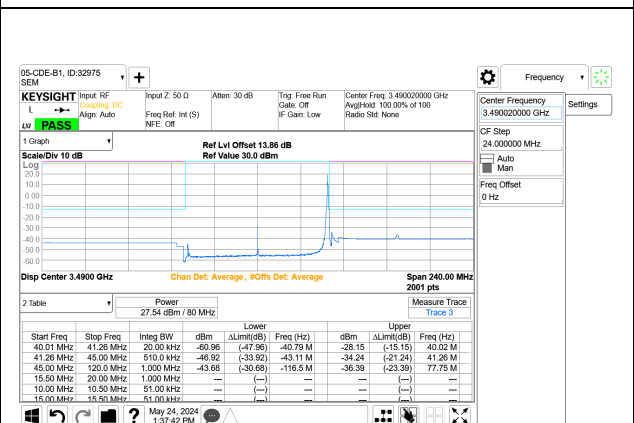 05-CDE-B1, ID:32975
SEM
Frequency
KEYSIGHT Input: RF Input Z: 50 Ω Atten: 30 dB Trig: Free Run Center Freq: 3.490020000 GHz
L Coupling: DC Gate: Off Avg|Hold: 100.00% of 100
Align: Auto Freq Ref: Int (S) IF Gain: Low Radio Std: None
LXI PASS NFE: Off
Center Frequency
3.490020000 GHz
Settings
CF Step
24.000000 MHz
Auto
Man
Freq Offset
0 Hz
1 Graph
Ref Lvl Offset 13.86 dB
Scale/Div 10 dB Ref Value 30.0 dBm
Log
20.0
10.0
0.00
-10.0
-20.0
-30.0
-40.0
-50.0
-60.0
Disp Center 3.4900 GHz Chan Det: Average , #Offs Det: Average Span 240.00 MHz
2001 pts
2 Table Power Measure Trace
27.54 dBm / 80 MHz Trace 3
Lower Upper
Start Freq Stop Freq Integ BW dBm ΔLimit(dB) Freq (Hz) dBm ΔLimit(dB) Freq (Hz)
40.01 MHz 41.26 MHz 20.00 kHz -60.96 (-47.96) -40.79 M -28.15 (-15.15) 40.02 M
41.26 MHz 45.00 MHz 510.0 kHz -46.92 (-33.92) -43.11 M -34.24 (-21.24) 41.26 M
45.00 MHz 120.0 MHz 1.000 MHz -43.68 (-30.68) -116.5 M -36.39 (-23.39) 77.75 M
15.50 MHz 20.00 MHz 1.000 MHz --- (---) --- (---)
10.00 MHz 10.50 MHz 51.00 kHz --- (---) --- (---)
15.00 MHz 15.50 MHz 51.00 kHz --- (---) --- (---)
May 24, 2024
1:37:42 PM